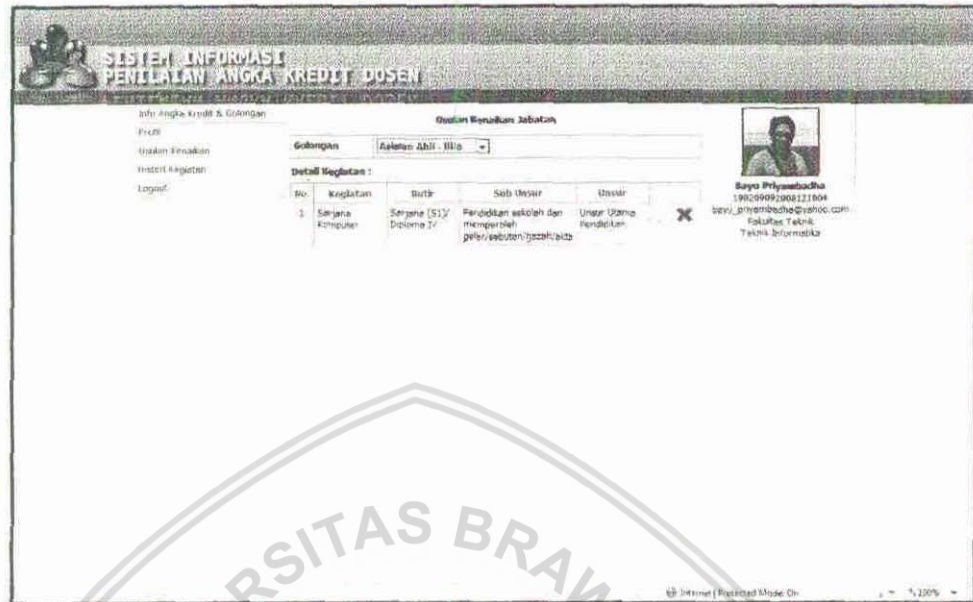 SISTEM INFORMASI
PENILAIAN ANGKA KREDIT DOSEN
Info Angka Kredit & Golongan
Profil
Usulan Kenaikan
Histori Kegiatan
Logout
Usulan Kenaikan Jabatan
Golongan Asisten Ahli - III/a
Detail Kegiatan :
No Kegiatan Butir Sub Unsur Unsur
1 Sarjana Komputer Sarjana (S1)/ Diploma IV Pendidikan sekolah dan memperoleh gelar/sebutan/ijazah/akta Unsur Utama Pendidikan
Bayu Priyambadha
bayu_priyambadha@yahoo.com
Fakultas Teknik
Teknik Informatika
RSITAS BRAW
Internet | Protected Mode: On
100%